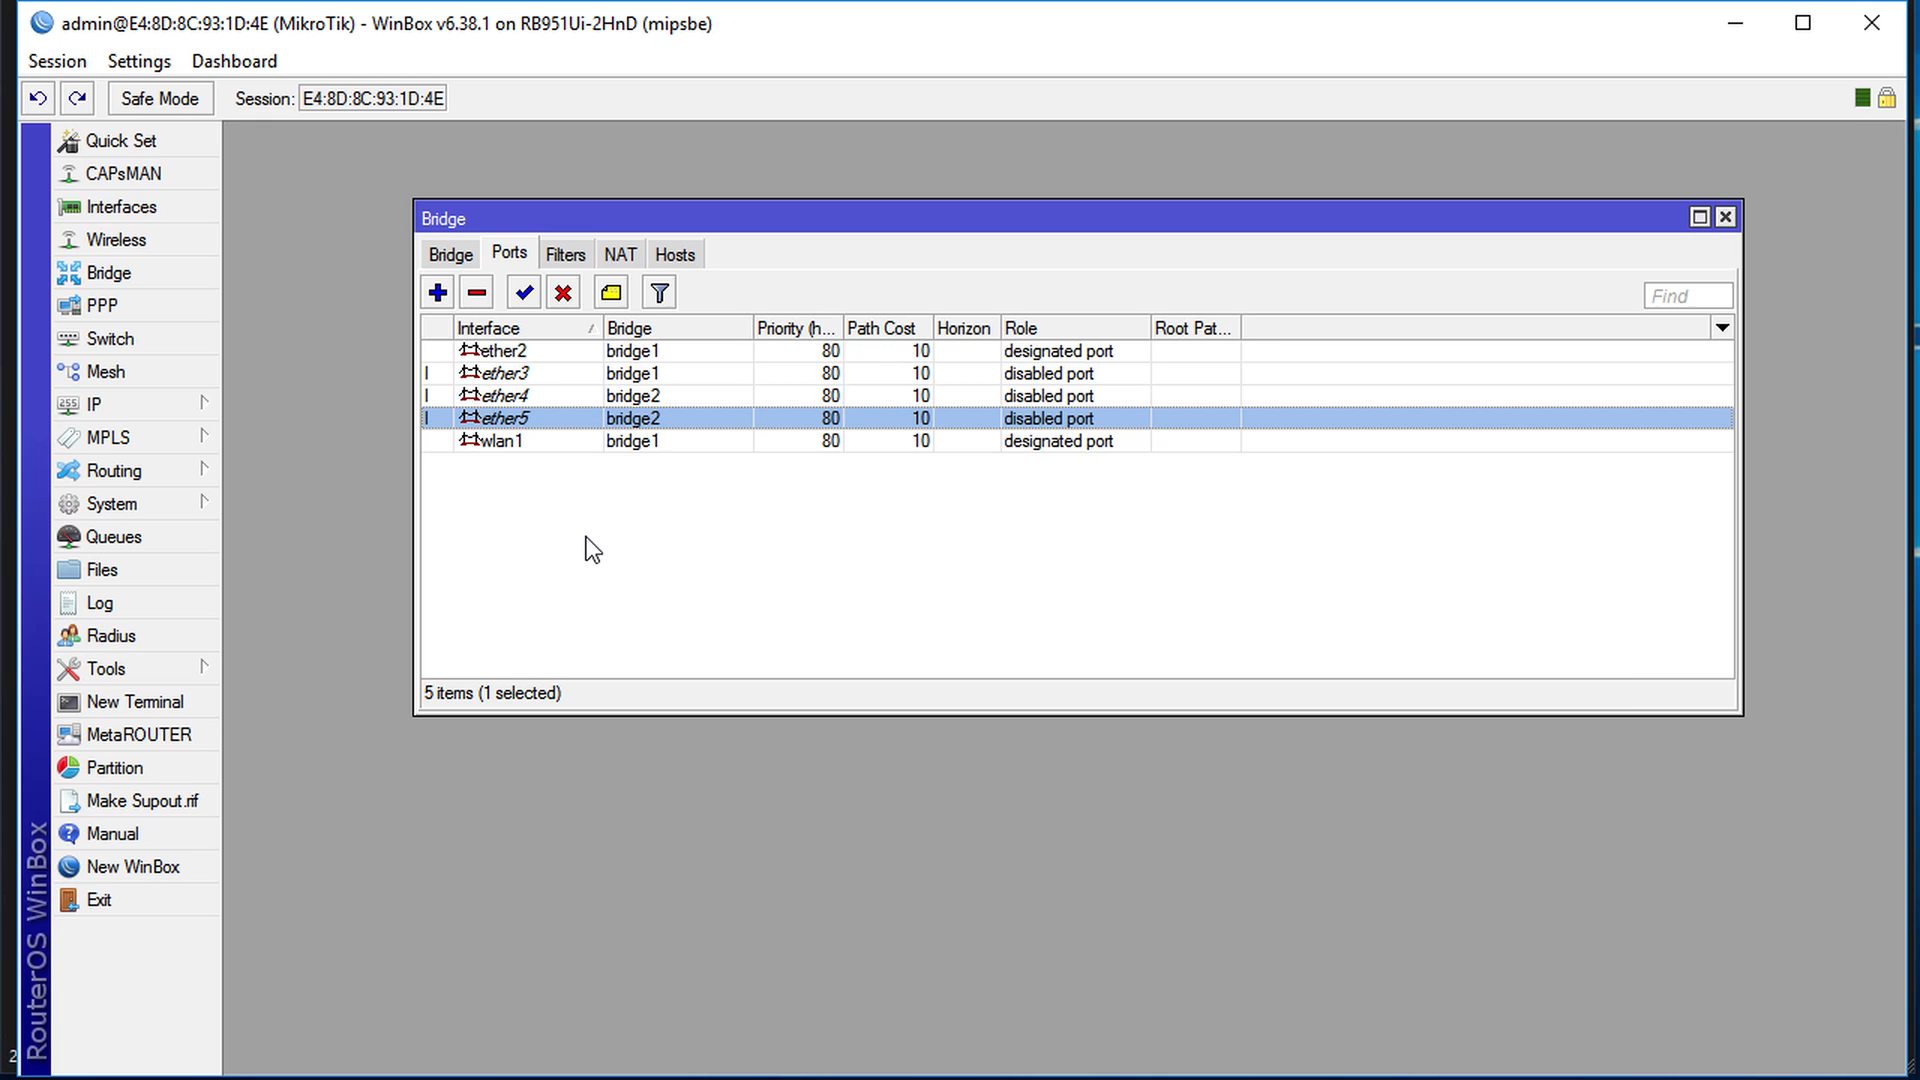 admin@E4:8D:8C:93:1D:4E (MikroTik) - WinBox v6.38.1 on RB951Ui-2HnD (mipsbe)
Session Settings Dashboard
Safe Mode Session: E4:8D:8C:93:1D:4E
Quick Set
CAPsMAN
Interfaces
Wireless
Bridge
PPP
Switch
Mesh
255 IP
MPLS
Routing
System
Queues
Files
Log
Radius
Tools
New Terminal
MetaROUTER
Partition
Make Supout.rif
Manual
New WinBox
Exit
RouterOS WinBox
2
Bridge
Bridge Ports Filters NAT Hosts
Find
Interface Bridge Priority (h... Path Cost Horizon Role Root Pat...
ether2 bridge1 80 10 designated port
I ether3 bridge1 80 10 disabled port
I ether4 bridge2 80 10 disabled port
I ether5 bridge2 80 10 disabled port
wlan1 bridge1 80 10 designated port
5 items (1 selected)